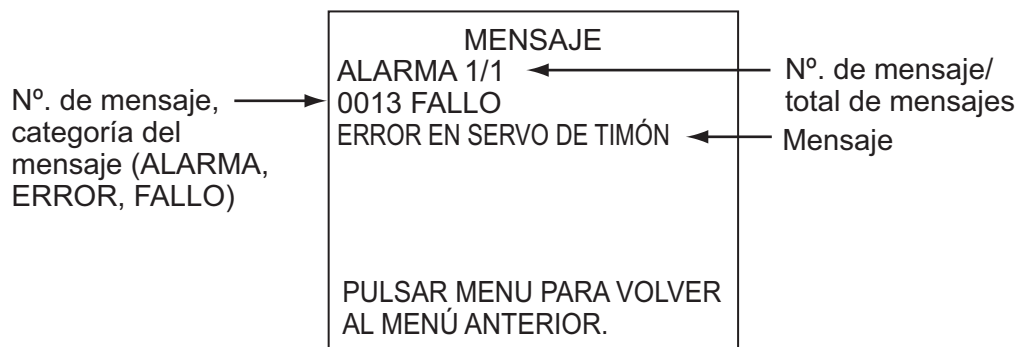 MENSAJE
ALARMA 1/1
0013 FALLO
ERROR EN SERVO DE TIMÓN
PULSAR MENU PARA VOLVER
AL MENÚ ANTERIOR.
Nº. de mensaje,
categoría del
mensaje (ALARMA,
ERROR, FALLO)
Nº. de mensaje/
total de mensajes
Mensaje